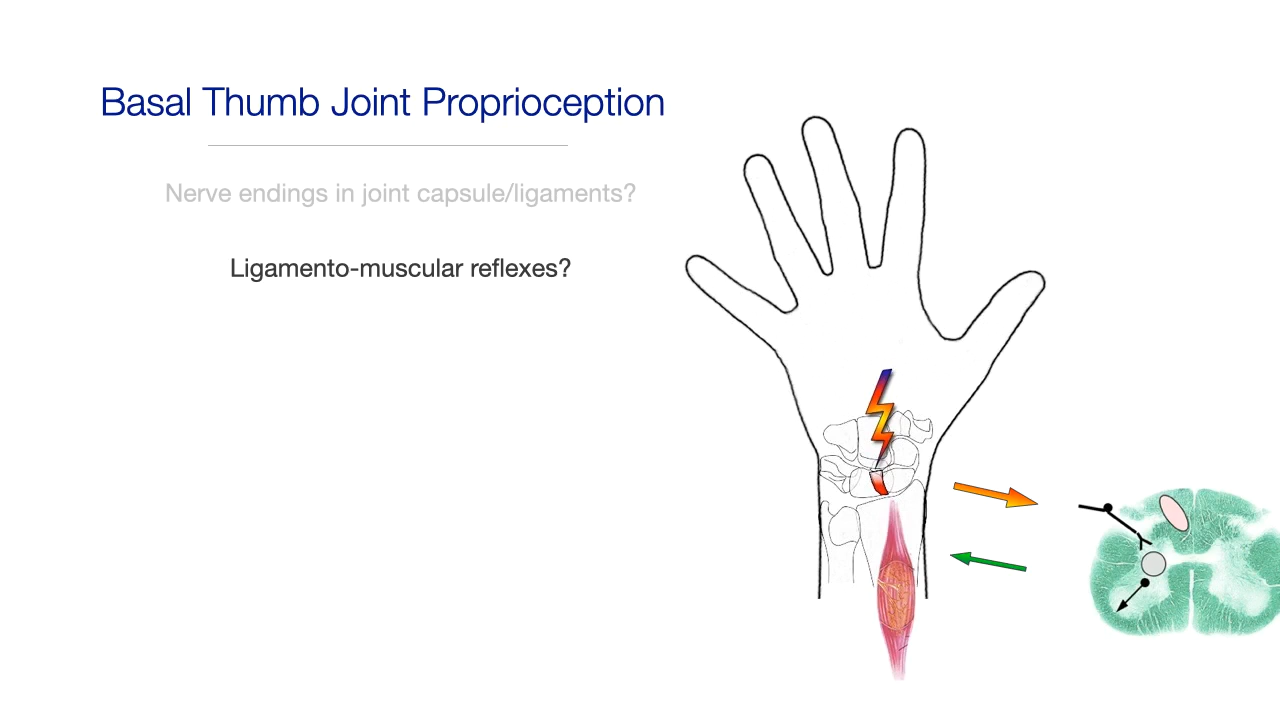 Basal Thumb Joint Proprioception
Nerve endings in joint capsule/ligaments?
Ligamento-muscular reflexes?